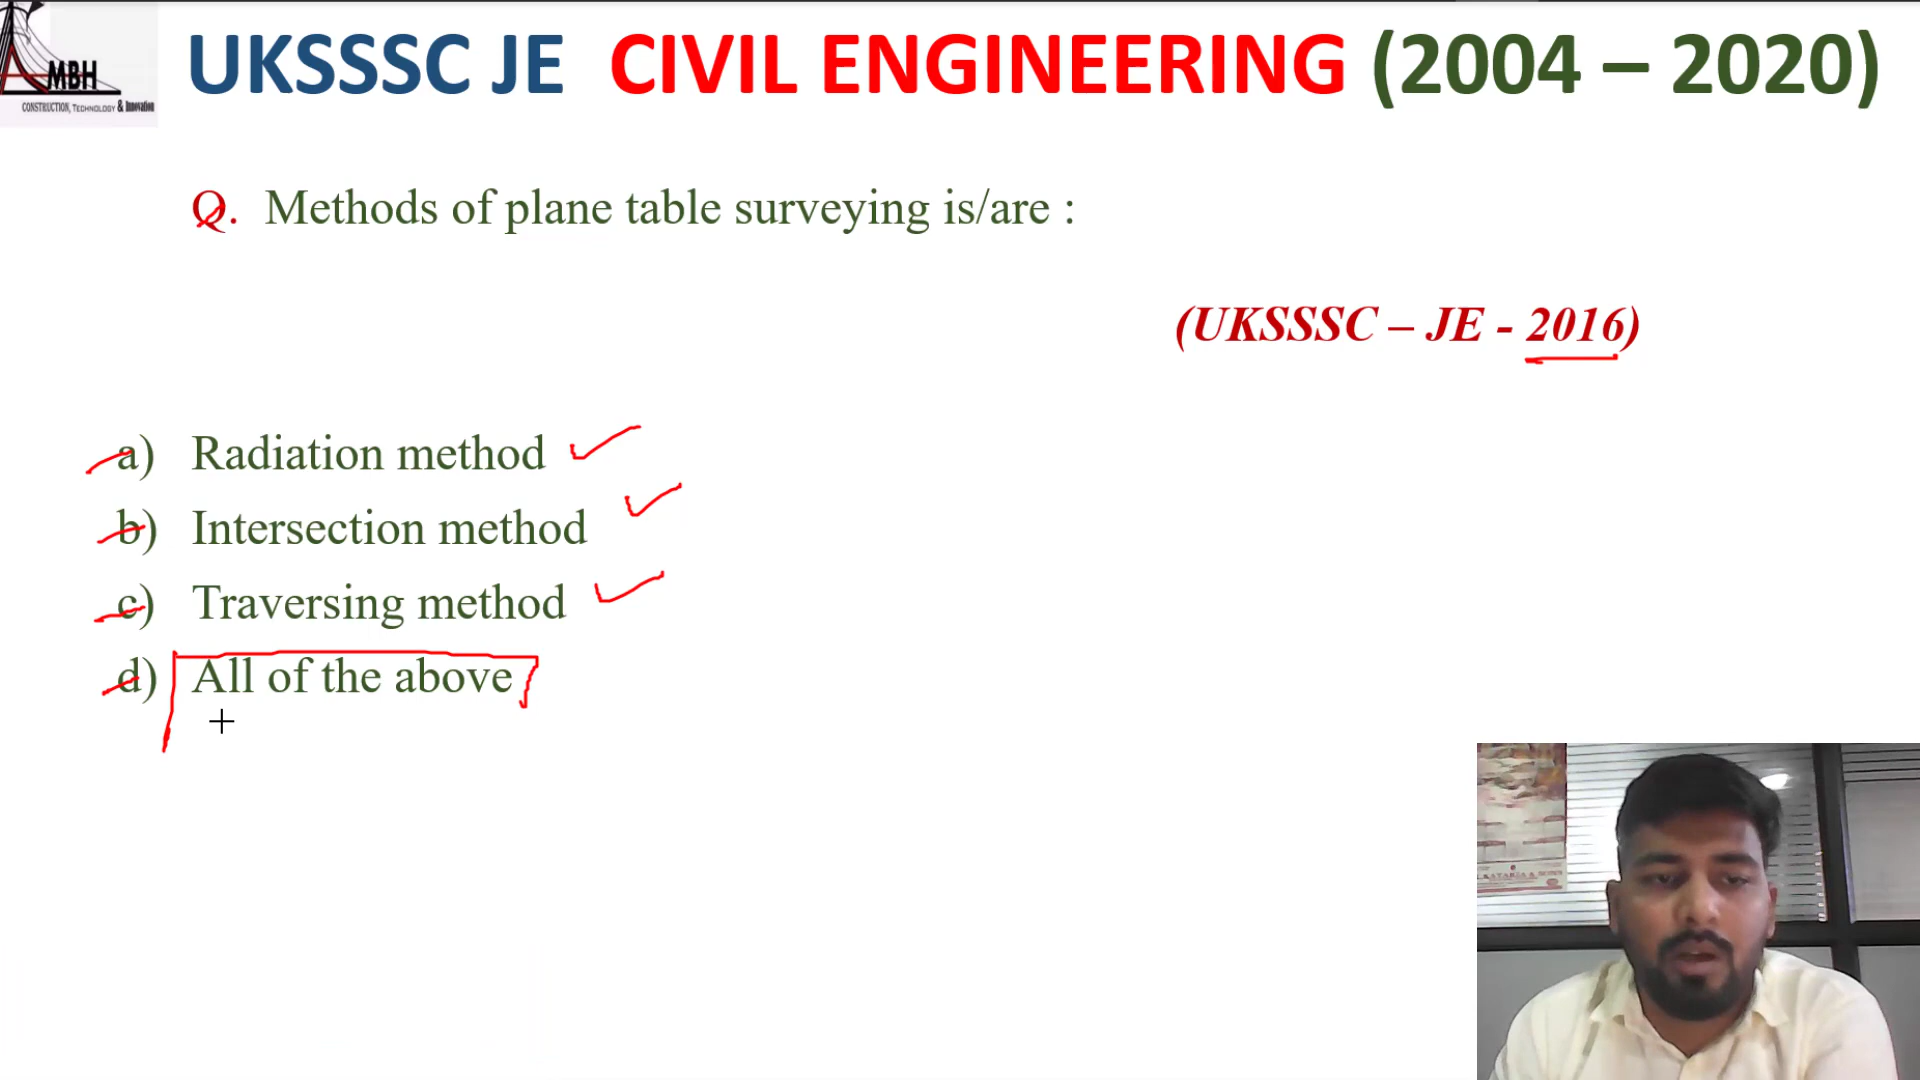 MBH
CONSTRUCTION, TECHNOLOGY & Innovation
UKSSSC JE CIVIL ENGINEERING (2004 – 2020)
Q. Methods of plane table surveying is/are :
(UKSSSC – JE - 2016)
a) Radiation method
b) Intersection method
c) Traversing method
d) All of the above